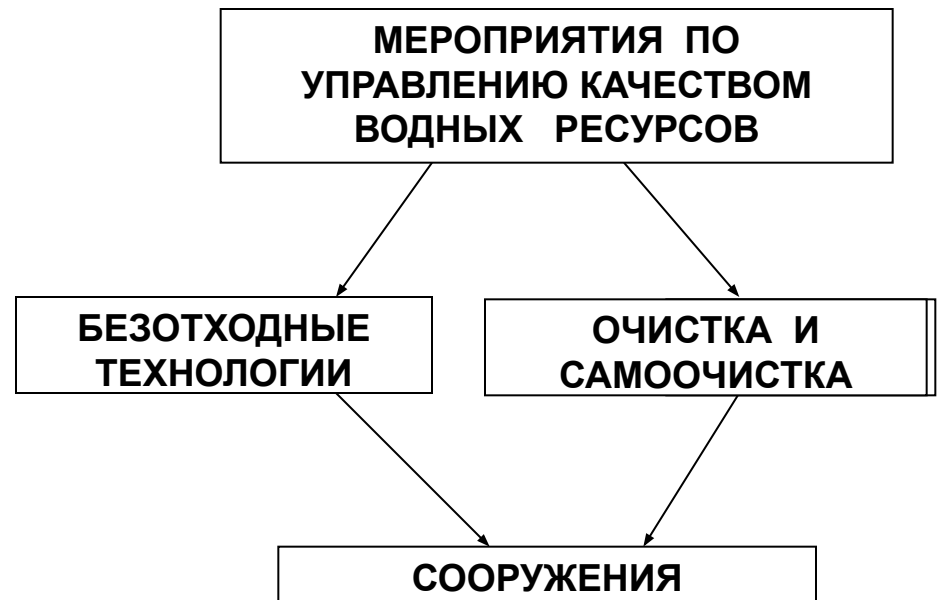 МЕРОПРИЯТИЯ ПО
УПРАВЛЕНИЮ КАЧЕСТВОМ
ВОДНЫХ РЕСУРСОВ
БЕЗОТХОДНЫЕ
ТЕХНОЛОГИИ
ОЧИСТКА И
САМООЧИСТКА
СООРУЖЕНИЯ